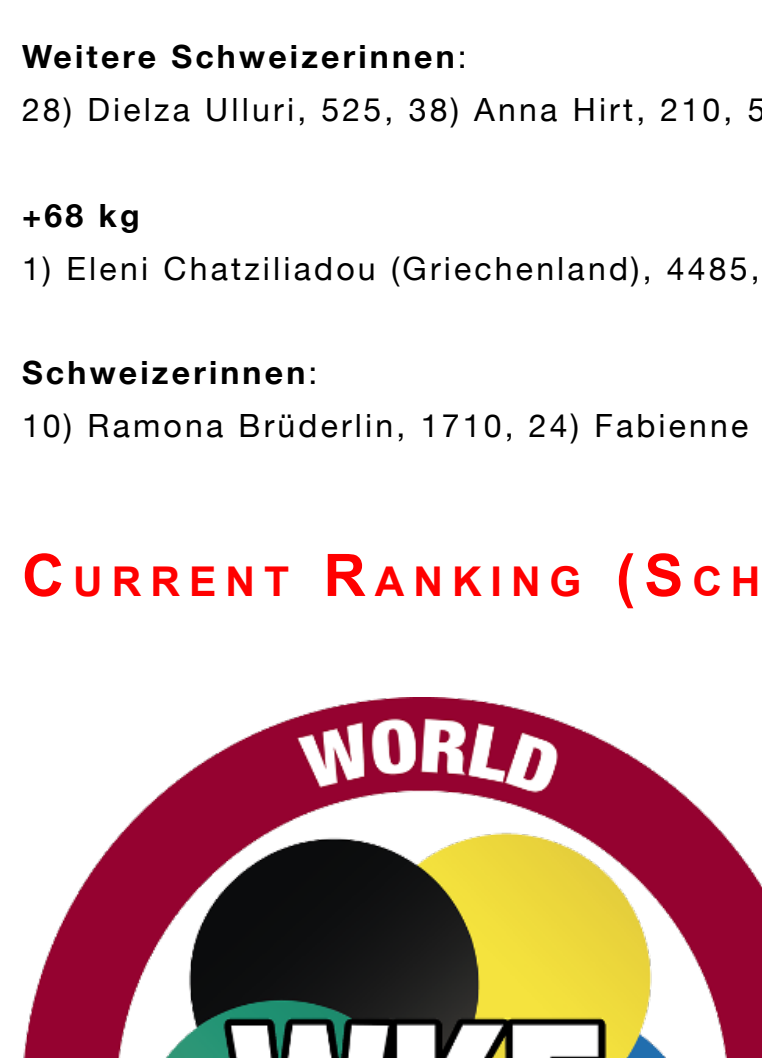 Weitere Schweizerinnen:
28) Dielza Ulluri, 525, 38) Anna Hirt, 210, 5
+68 kg
1) Eleni Chatziliadou (Griechenland), 4485,
Schweizerinnen:
10) Ramona Brüderlin, 1710, 24) Fabienne
Current Ranking (Sch
WORLD
WKF